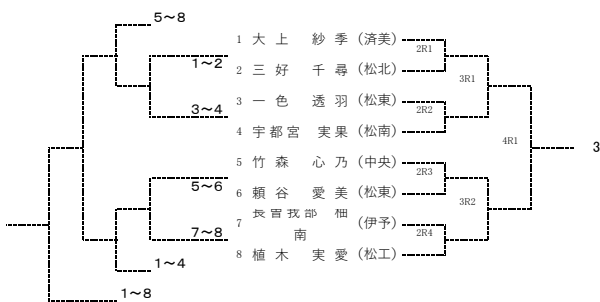 5~8
1 大上 紗季 (済美)
2R1
1~2
2 三好 千尋 (松北)
3R1
3~4
3 一色 透羽 (松東)
2R2
4 宇都宮 実果 (松南)
4R1
3
5 竹森 心乃 (中央)
2R3
5~6
6 頼谷 愛美 (松東)
3R2
7 長曽我部 柚南 (伊予)
7~8
2R4
8 植木 実愛 (松工)
1~4
1~8